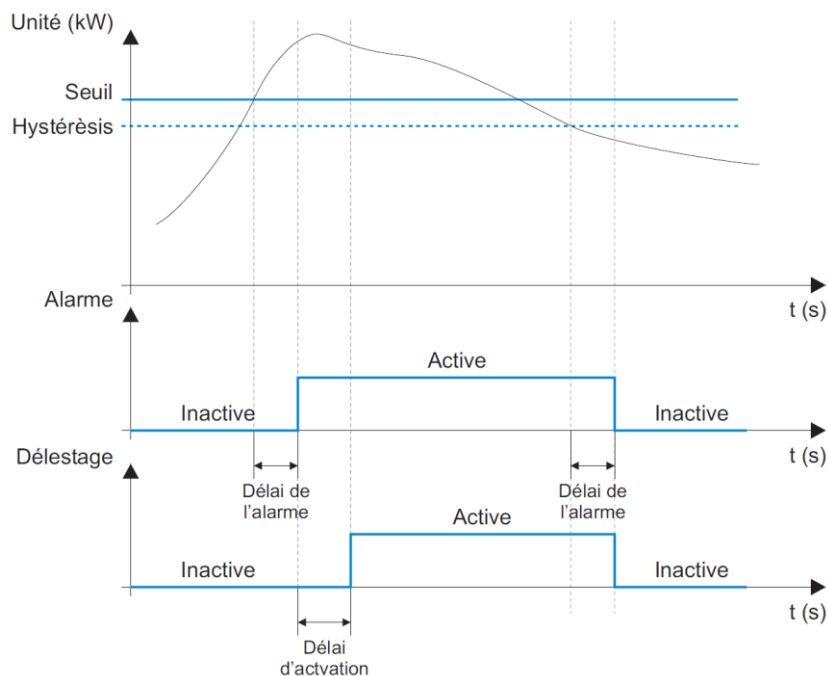 Unité (kW)
Seuil
Hystérèsis
t (s)
Alarme
Active
Inactive
Inactive
t (s)
Délai de
l'alarme
Délai de
l'alarme
Délestage
Active
Inactive
Inactive
t (s)
Délai
d'actvation